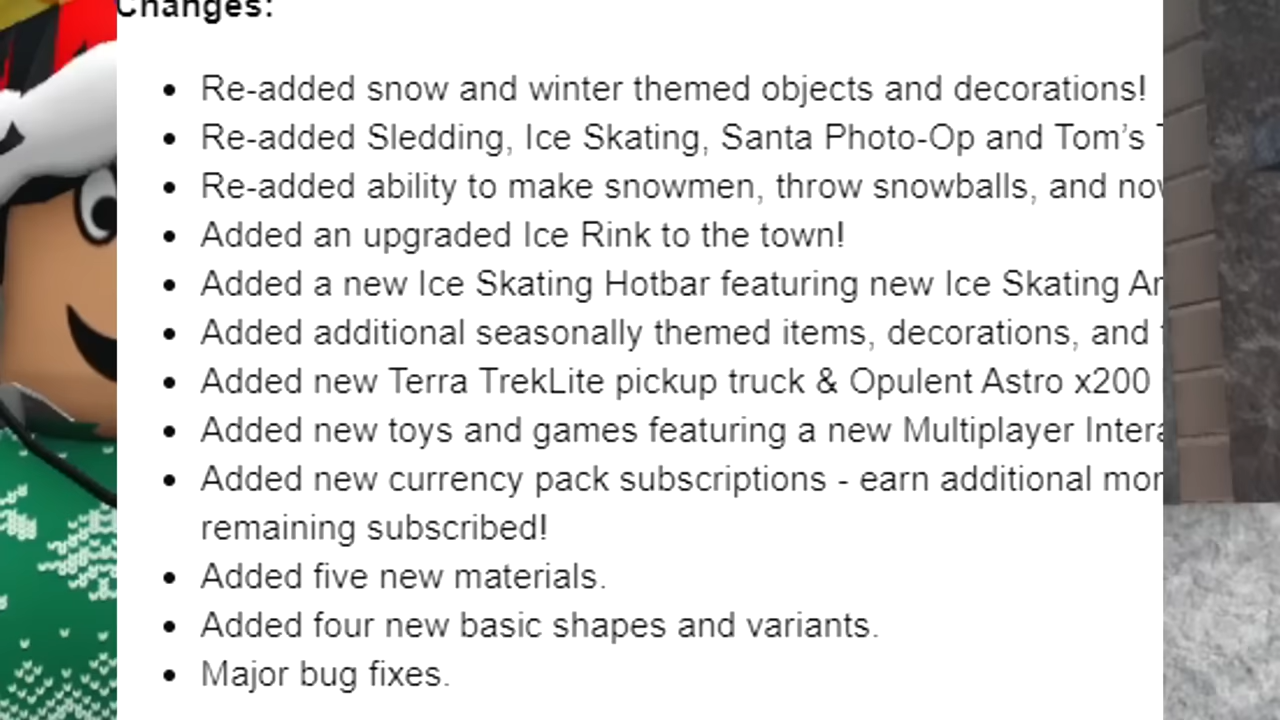 Changes:
Re-added snow and winter themed objects and decorations!
Re-added Sledding, Ice Skating, Santa Photo-Op and Tom’s
Re-added ability to make snowmen, throw snowballs, and
Added an upgraded Ice Rink to the town!
Added a new Ice Skating Hotbar featuring new Ice Skating
Added additional seasonally themed items, decorations, and
Added new Terra TrekLite pickup truck & Opulent Astro x200
Added new toys and games featuring a new Multiplayer
Added new currency pack subscriptions - earn additional
remaining subscribed!
Added five new materials.
Added four new basic shapes and variants.
Major bug fixes.